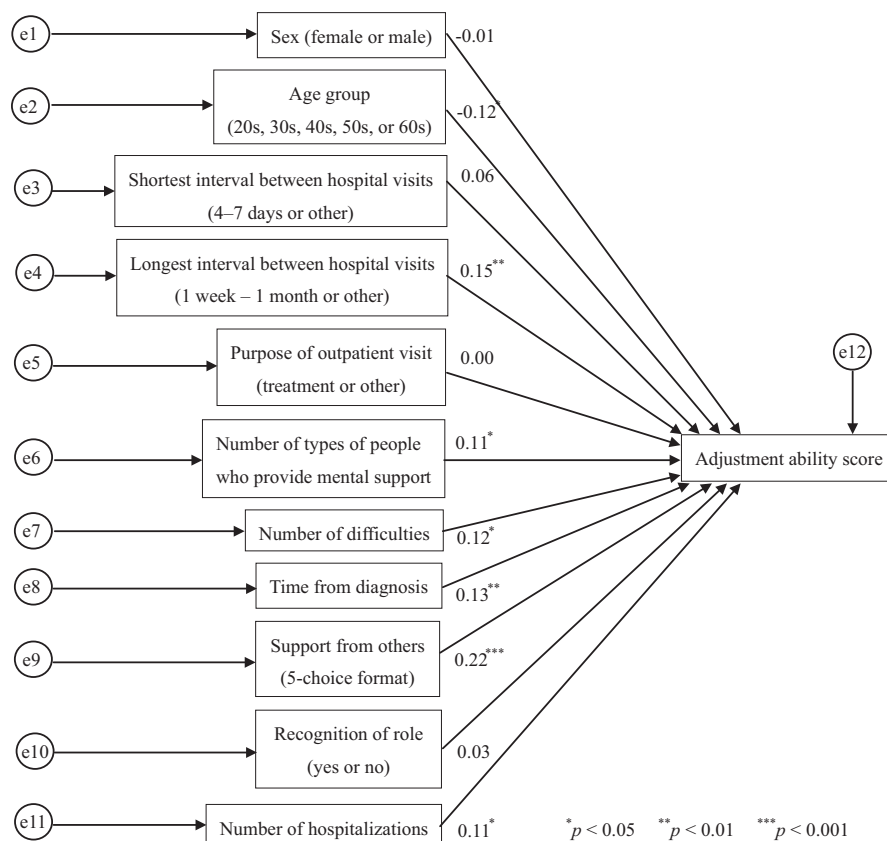 e1
Sex (female or male)
-0.01
e2
Age group
(20s, 30s, 40s, 50s, or 60s)
-0.12*
e3
Shortest interval between hospital visits
(4–7 days or other)
0.06
e4
Longest interval between hospital visits
(1 week – 1 month or other)
0.15**
e5
Purpose of outpatient visit
(treatment or other)
0.00
e12
e6
Number of types of people
who provide mental support
0.11*
Adjustment ability score
e7
Number of difficulties
0.12*
e8
Time from diagnosis
0.13**
e9
Support from others
(5-choice format)
0.22***
e10
Recognition of role
(yes or no)
0.03
e11
Number of hospitalizations
0.11*
*p < 0.05 **p < 0.01 ***p < 0.001